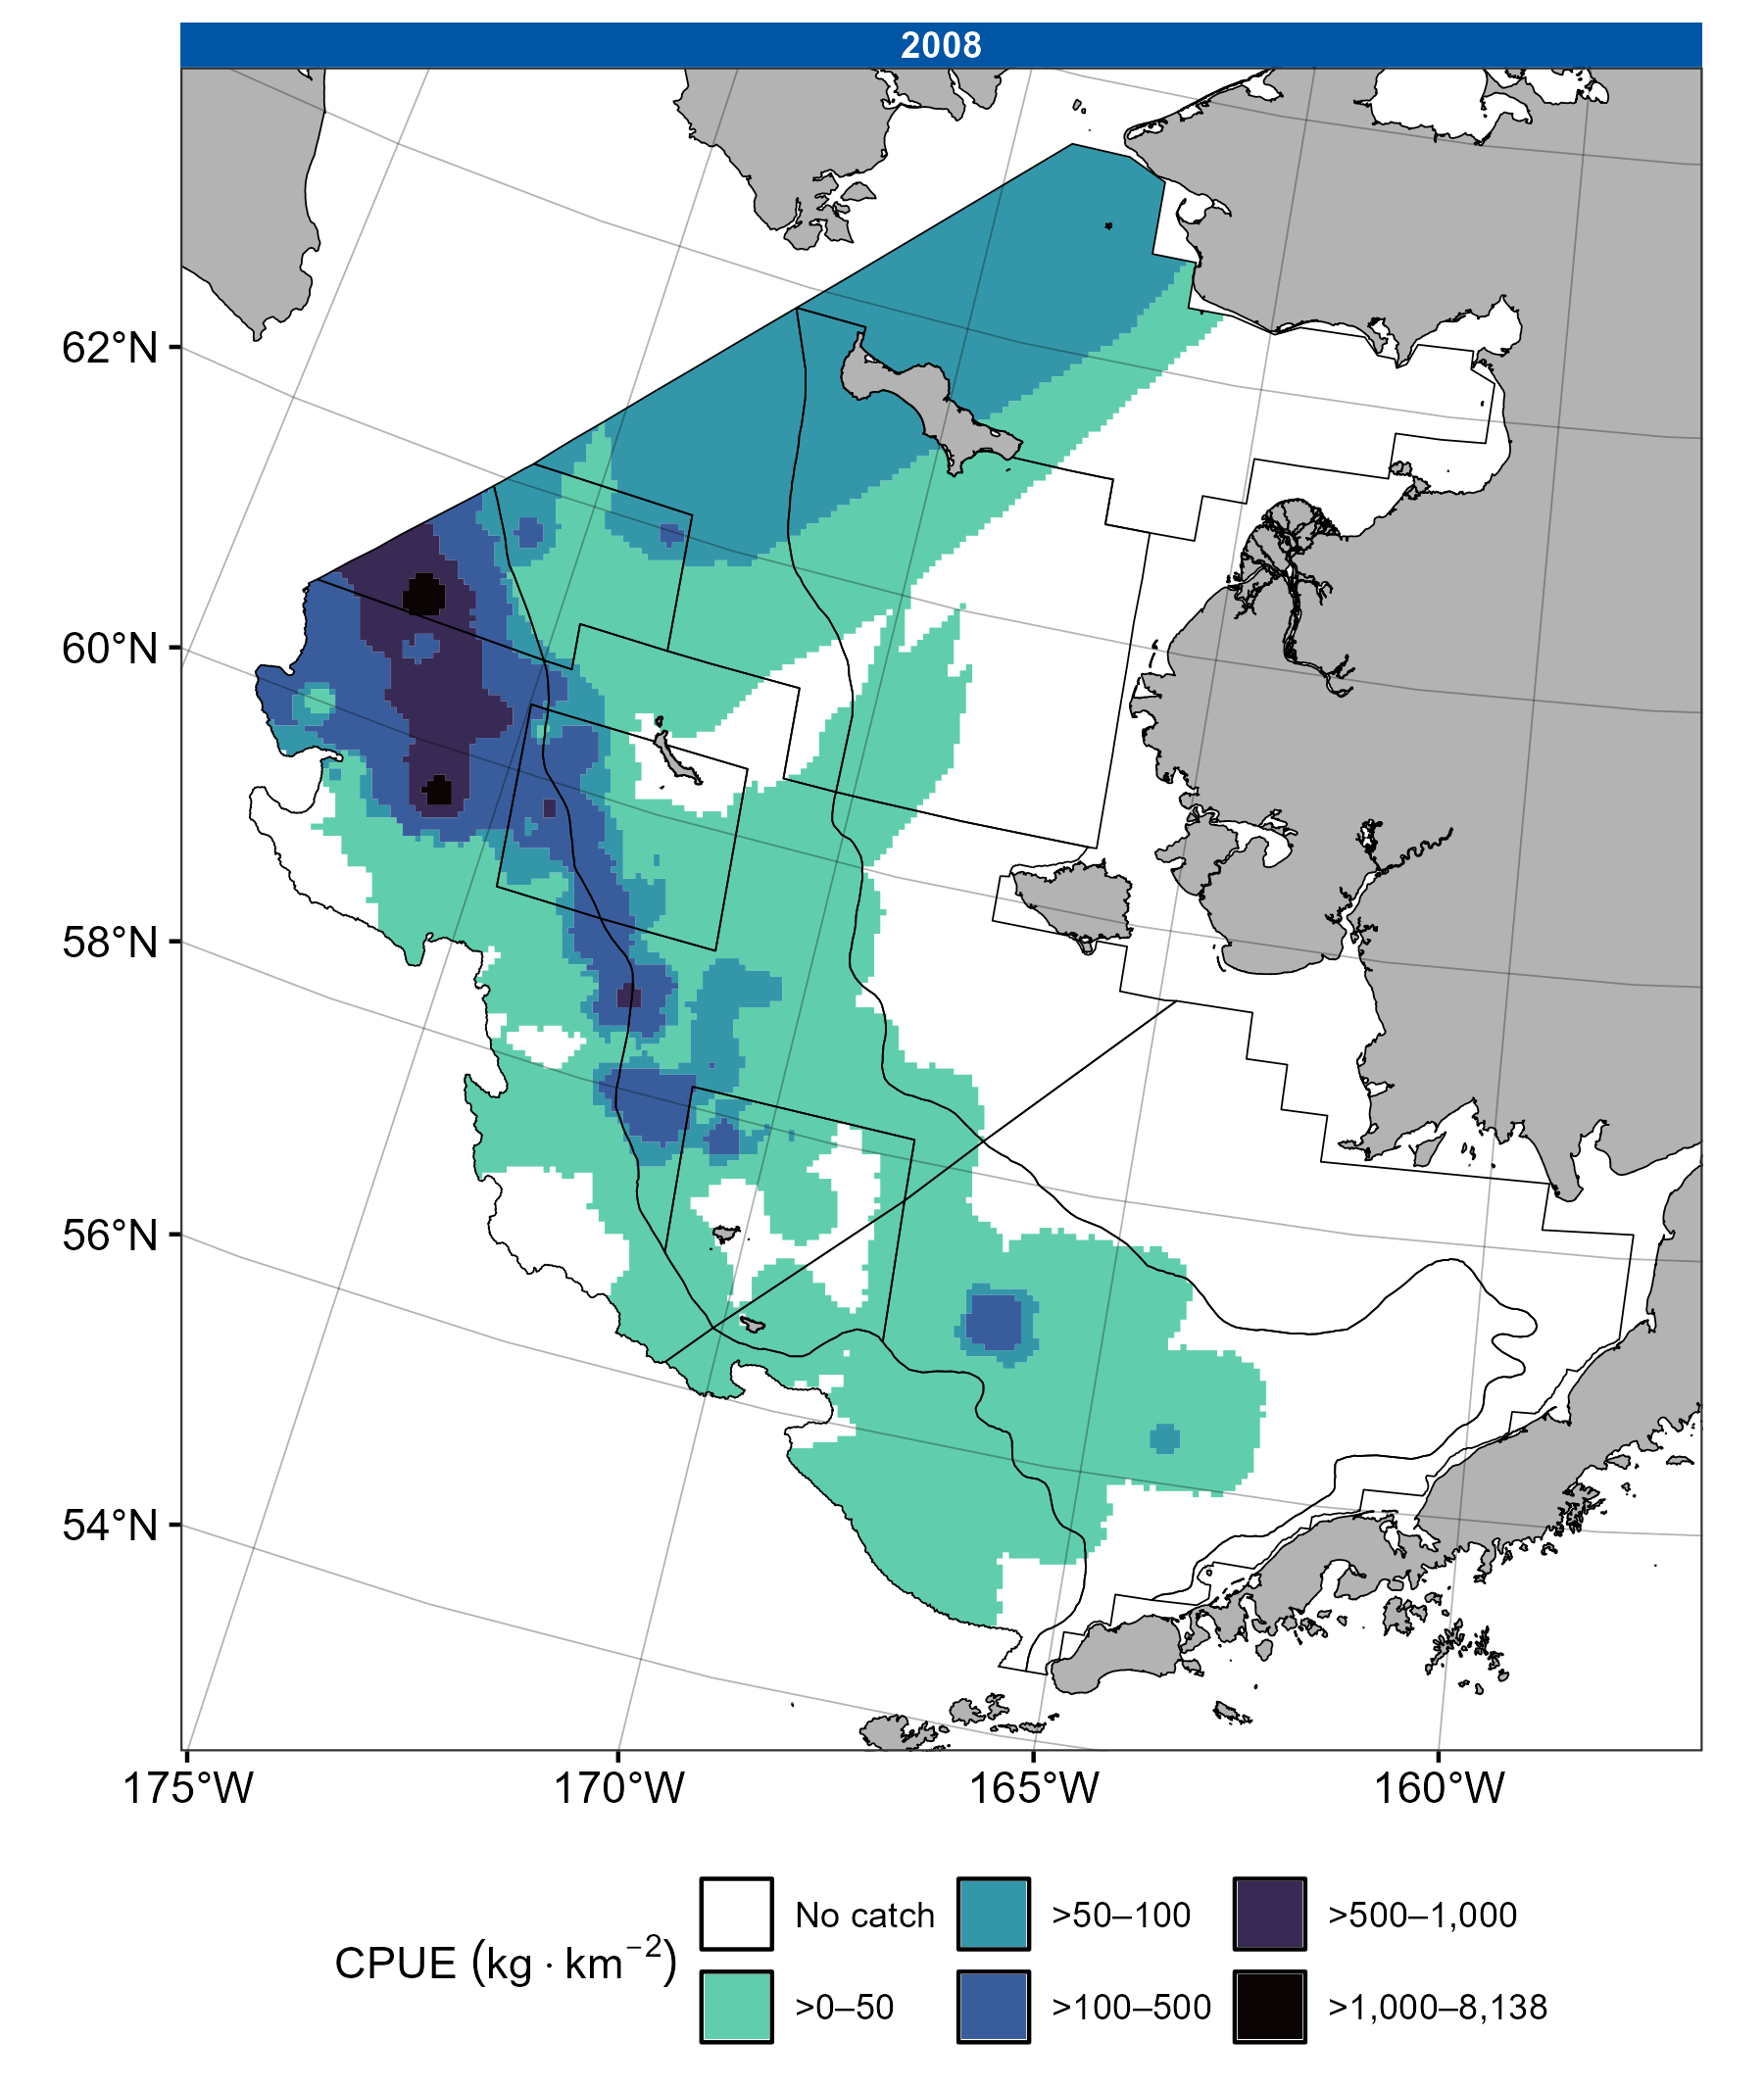 2008
62°N
60°N
58°N
56°N
54°N
175°W 170°W 165°W 160°W
CPUE (kg · km⁻²)
No catch >50–100 >500–1,000
>0–50 >100–500 >1,000–8,138